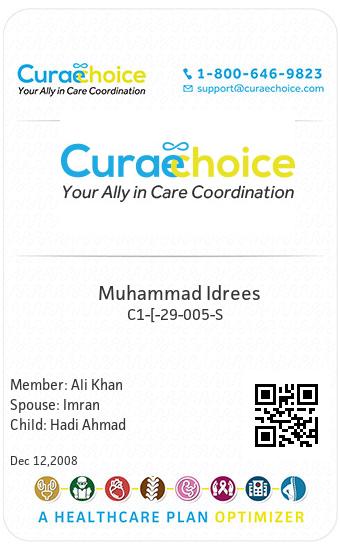 Curaechoice
Your Ally in Care Coordination
1-800-646-9823
support@curaechoice.com
Curaechoice
Your Ally in Care Coordination
Muhammad Idrees
C1-[-29-005-S
Member: Ali Khan
Spouse: Imran
Child: Hadi Ahmad
Dec 12,2008
A HEALTHCARE PLAN OPTIMIZER